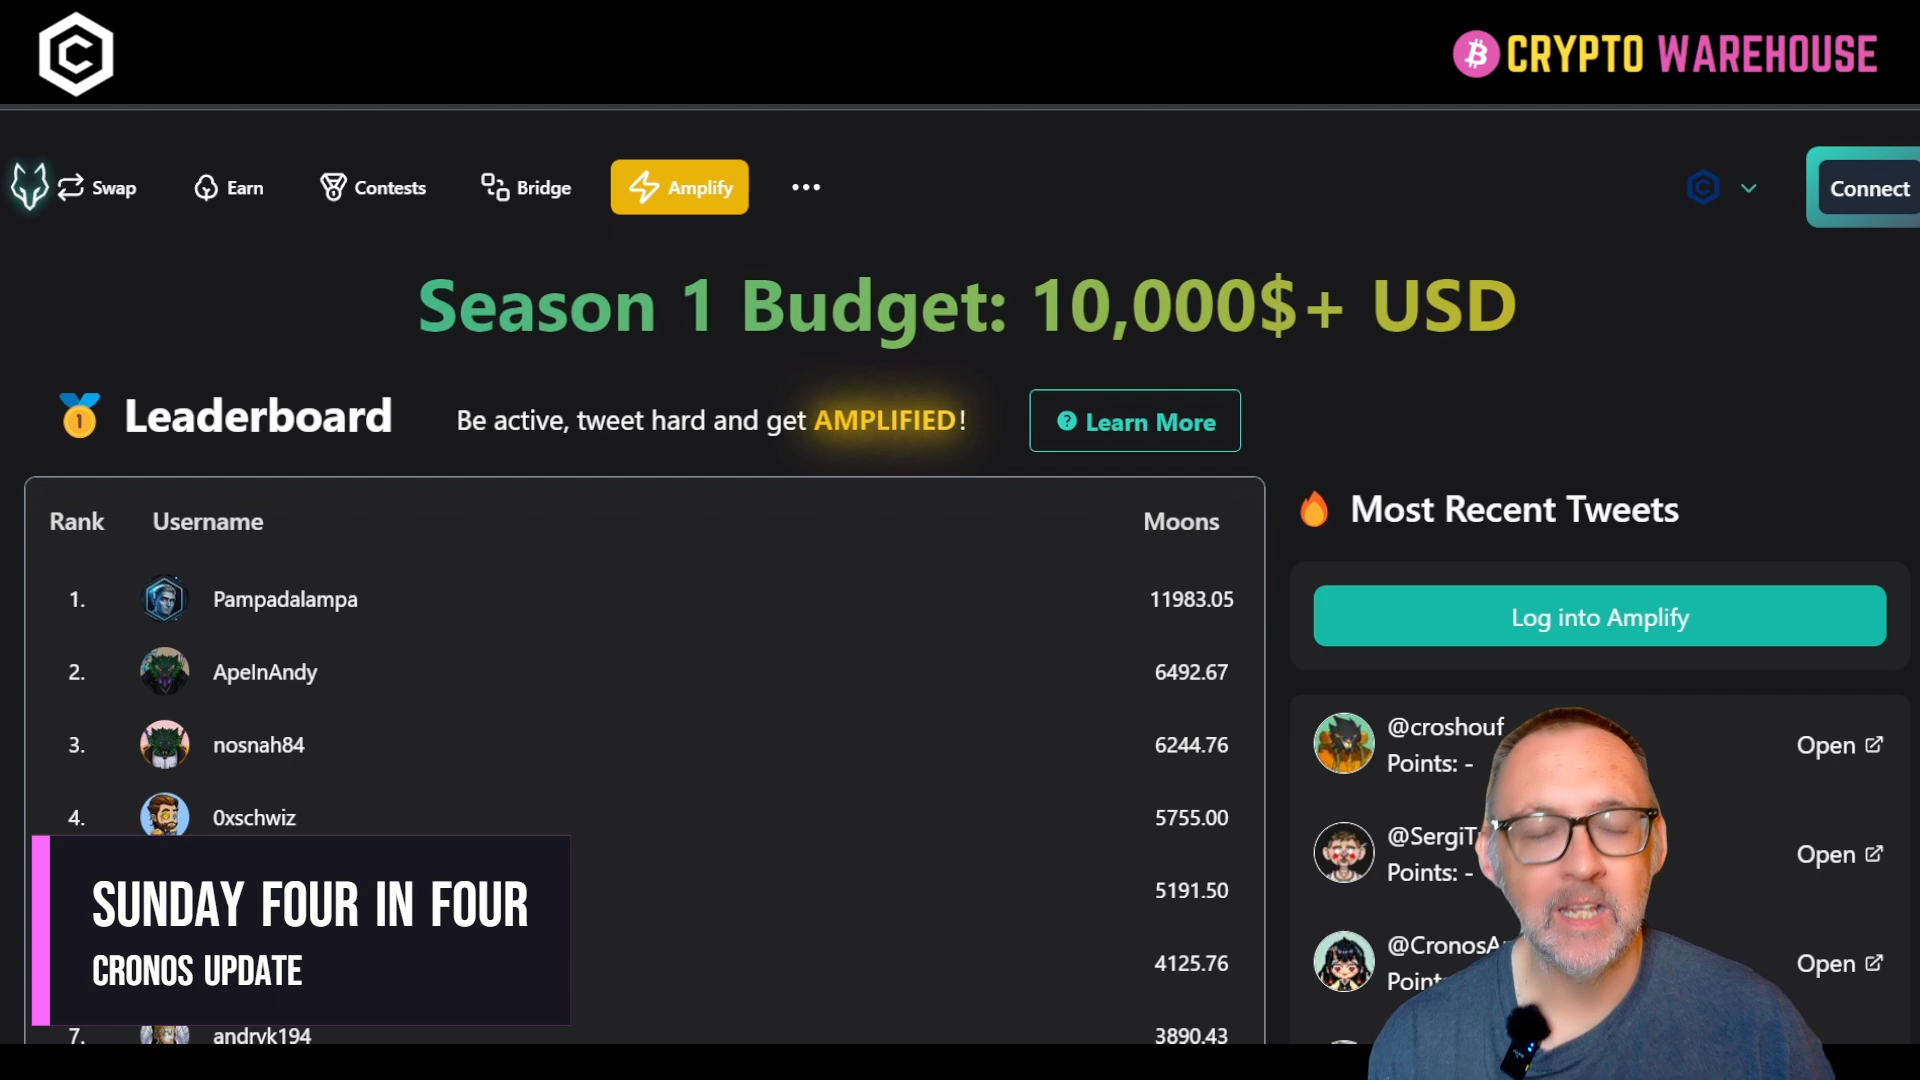 CRYPTO WAREHOUSE
Swap
Earn
Contests
Bridge
Amplify
Connect
Season 1 Budget: 10,000$+ USD
Leaderboard
Be active, tweet hard and get AMPLIFIED!
Learn More
Rank Username Moons
1. Pampadalampa 11983.05
2. ApeInAndy 6492.67
3. nosnah84 6244.76
4. 0xschwiz 5755.00
5191.50
4125.76
7. andryk194 3890.43
Most Recent Tweets
Log into Amplify
@croshouf
Points: -
Open
Points: -
Open
Open
SUNDAY FOUR IN FOUR
CRONOS UPDATE